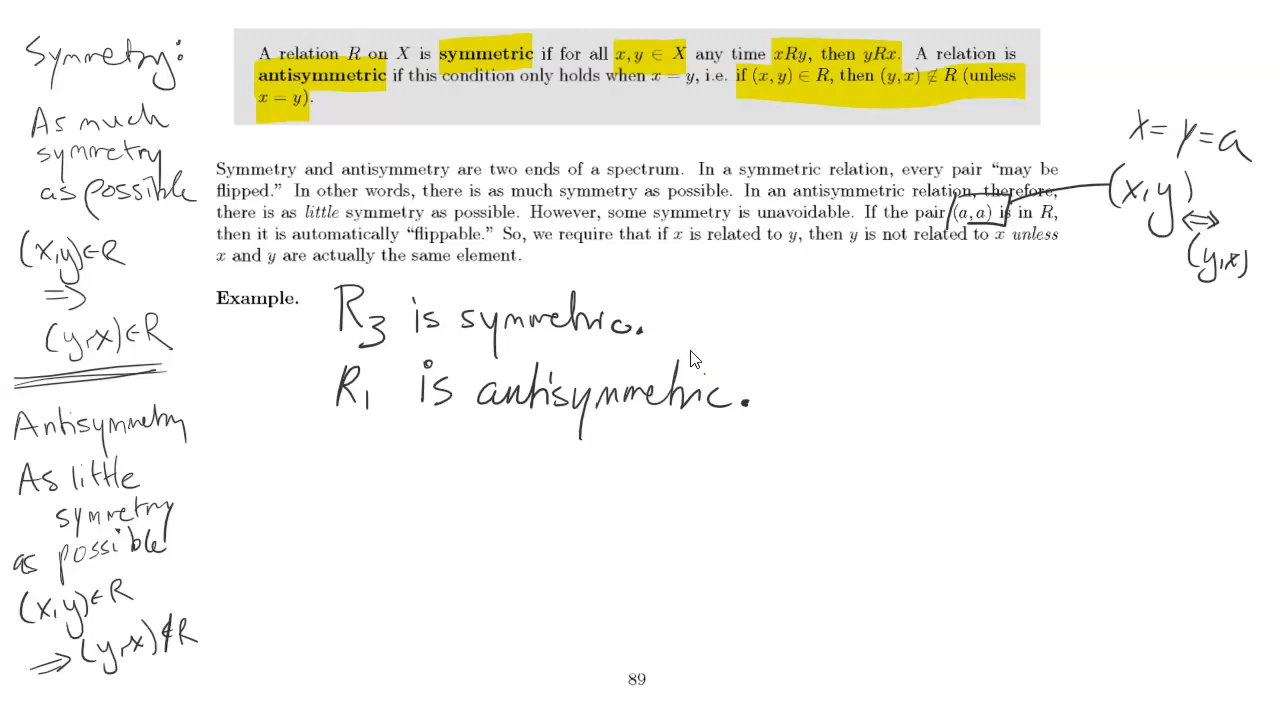 Symmetry:
As much
symmetry
as possible
(x,y)∈R
⇒
(y,x)∈R
Antisymmetry
As little
symmetry
as possible
(x,y)∈R
⇒ (y,x)∉R
A relation R on X is symmetric if for all x, y ∈ X any time xRy, then yRx. A relation is
antisymmetric if this condition only holds when x = y, i.e. if (x, y) ∈ R, then (y, x) ∉ R (unless
x = y).
Symmetry and antisymmetry are two ends of a spectrum. In a symmetric relation, every pair “may be
flipped.” In other words, there is as much symmetry as possible. In an antisymmetric relation, therefore,
there is as little symmetry as possible. However, some symmetry is unavoidable. If the pair (a, a) is in R,
then it is automatically “flippable.” So, we require that if x is related to y, then y is not related to x unless
x and y are actually the same element.
Example.
R3 is symmetric.
R1 is antisymmetric.
x = y = a
(x,y)
⇔
(y,x)
89